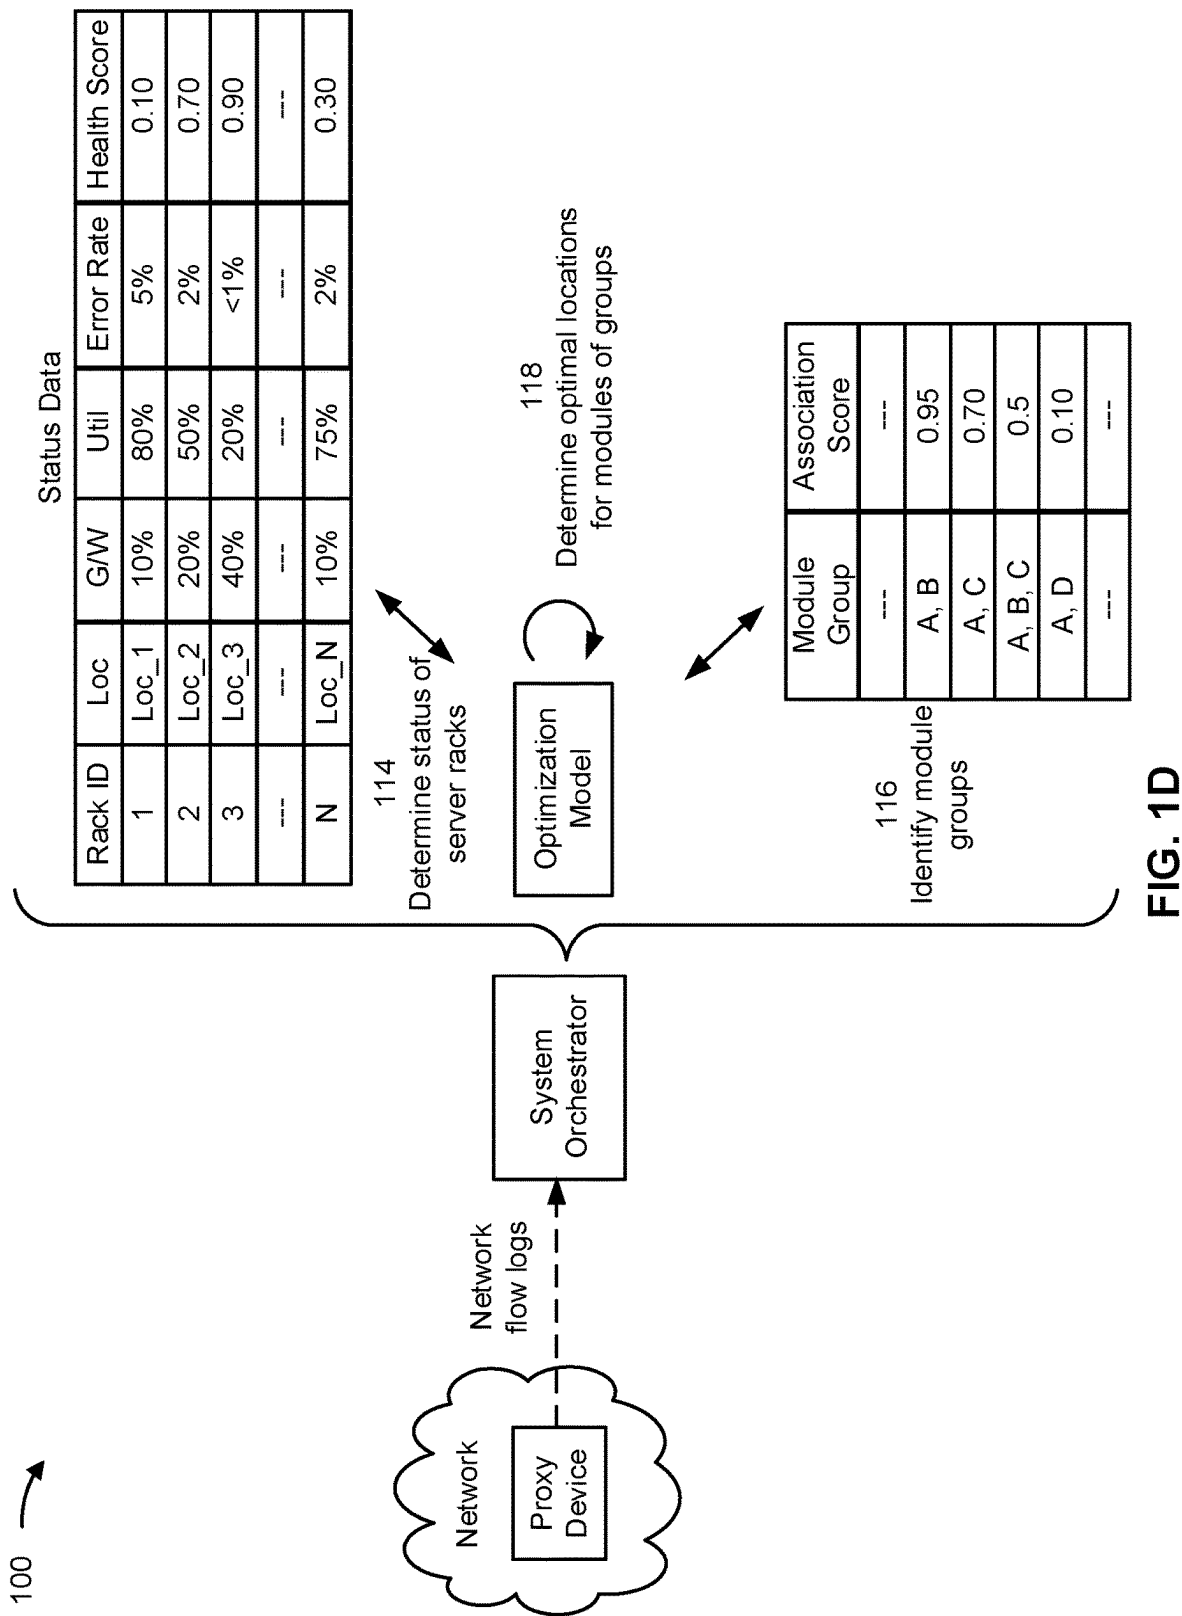 100
Network
Proxy
Device
Network
flow logs
System
Orchestrator
Status Data
Rack ID Loc G/W Util Error Rate Health Score
1 Loc_1 10% 80% 5% 0.10
2 Loc_2 20% 50% 2% 0.70
3 Loc_3 40% 20% <1% 0.90
--- --- --- --- --- ---
N Loc_N 10% 75% 2% 0.30
114
Determine status of
server racks
Optimization
Model
118
Determine optimal locations
for modules of groups
116
Identify module
groups
Module Association
Group Score
--- ---
A, B 0.95
A, C 0.70
A, B, C 0.5
A, D 0.10
--- ---
FIG. 1D